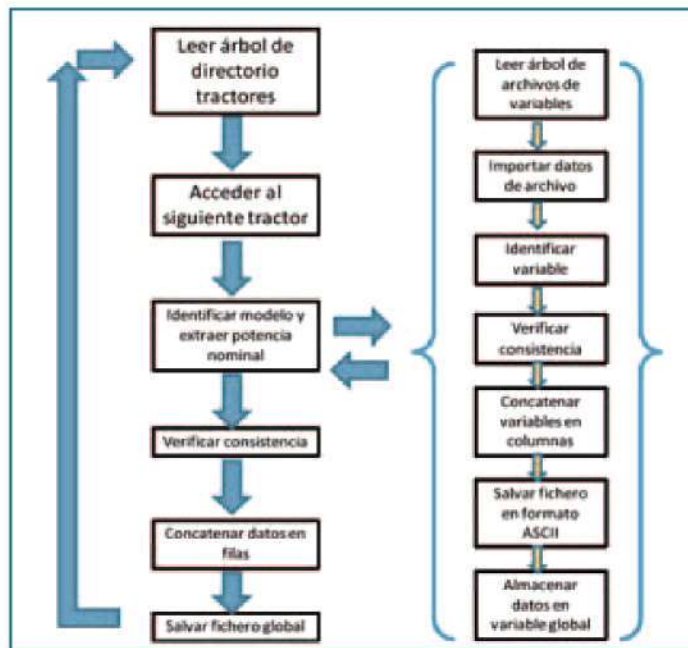 Leer árbol de
directorio
tractores
Acceder al
siguiente tractor
Identificar modelo y
extraer potencia
nominal
Verificar consistencia
Concatenar datos en
filas
Salvar fichero global
Leer árbol de
archivos de
variables
Importar datos
de archivo
Identificar
variable
Verificar
consistencia
Concatenar
variables en
columnas
Salvar fichero
en formato
ASCII
Almacenar
datos en
variable global